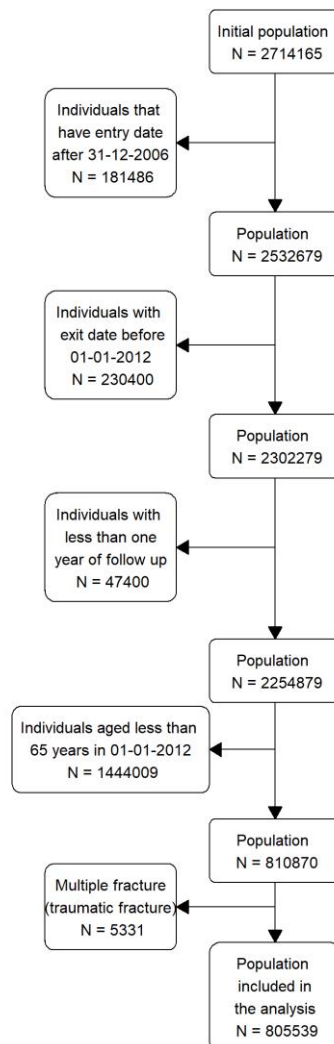 Initial population
N = 2714165
Individuals that
have entry date
after 31-12-2006
N = 181486
Population
N = 2532679
Individuals with
exit date before
01-01-2012
N = 230400
Population
N = 2302279
Individuals with
less than one
year of follow up
N = 47400
Population
N = 2254879
Individuals aged less than
65 years in 01-01-2012
N = 1444009
Population
N = 810870
Multiple fracture
(traumatic fracture)
N = 5331
Population
included in
the analysis
N = 805539